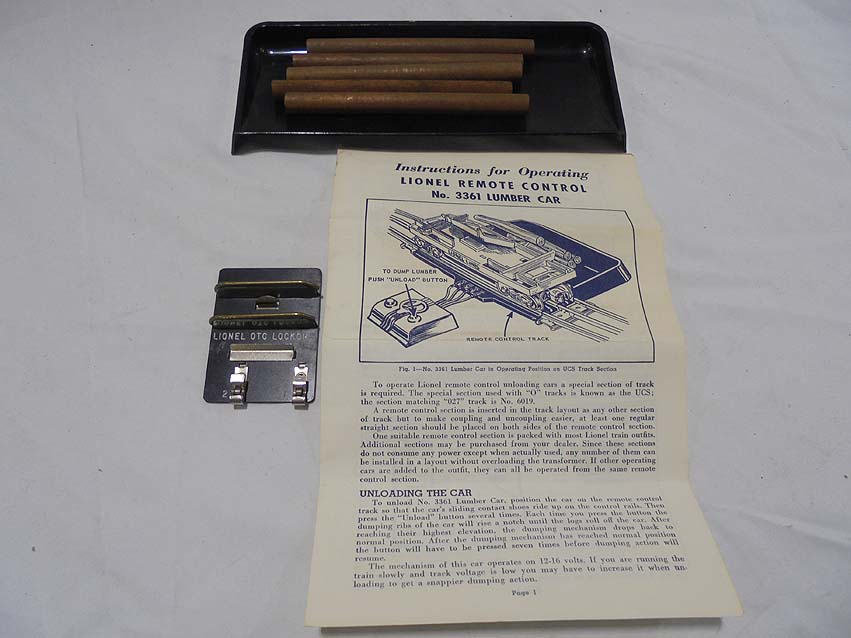 Instructions for Operating
LIONEL REMOTE CONTROL
No. 3361 LUMBER CAR
TO DUMP LUMBER
PUSH "UNLOAD" BUTTON
REMOTE CONTROL TRACK
Fig. 1—No. 3361 Lumber Car in Operating Position on UCS Track Section
To operate Lionel remote control unloading cars a special section of track
is required. The special section used with "O" tracks is known as the UCS;
the section matching "027" track is No. 6019.
A remote control section is inserted in the track layout as any other section
of track but to make coupling and uncoupling easier, at least one regular
straight section should be placed on both sides of the remote control section.
One suitable remote control section is packed with most Lionel train outfits.
Additional sections may be purchased from your dealer. Since these sections
do not consume any power except when actually used, any number of them can
be installed in a layout without overloading the transformer. If other operating
cars are added to the outfit, they can all be operated from the same remote
control section.
UNLOADING THE CAR
To unload No. 3361 Lumber Car, position the car on the remote control
track so that the car's sliding contact shoes ride up on the control rails. Then
press the "Unload" button several times. Each time you press the button the
dumping ribs of the car will rise a notch until the logs roll off the car. After
reaching their highest elevation, the dumping mechanism drops back to
normal position. After the dumping mechanism has reached normal position
the button will have to be pressed seven times before dumping action will
resume.
The mechanism of this car operates on 12-16 volts. If you are running the
train slowly and track voltage is low you may have to increase it when un-
loading to get a snappier dumping action.
Page 1
LIONEL OTC LOCKON
2